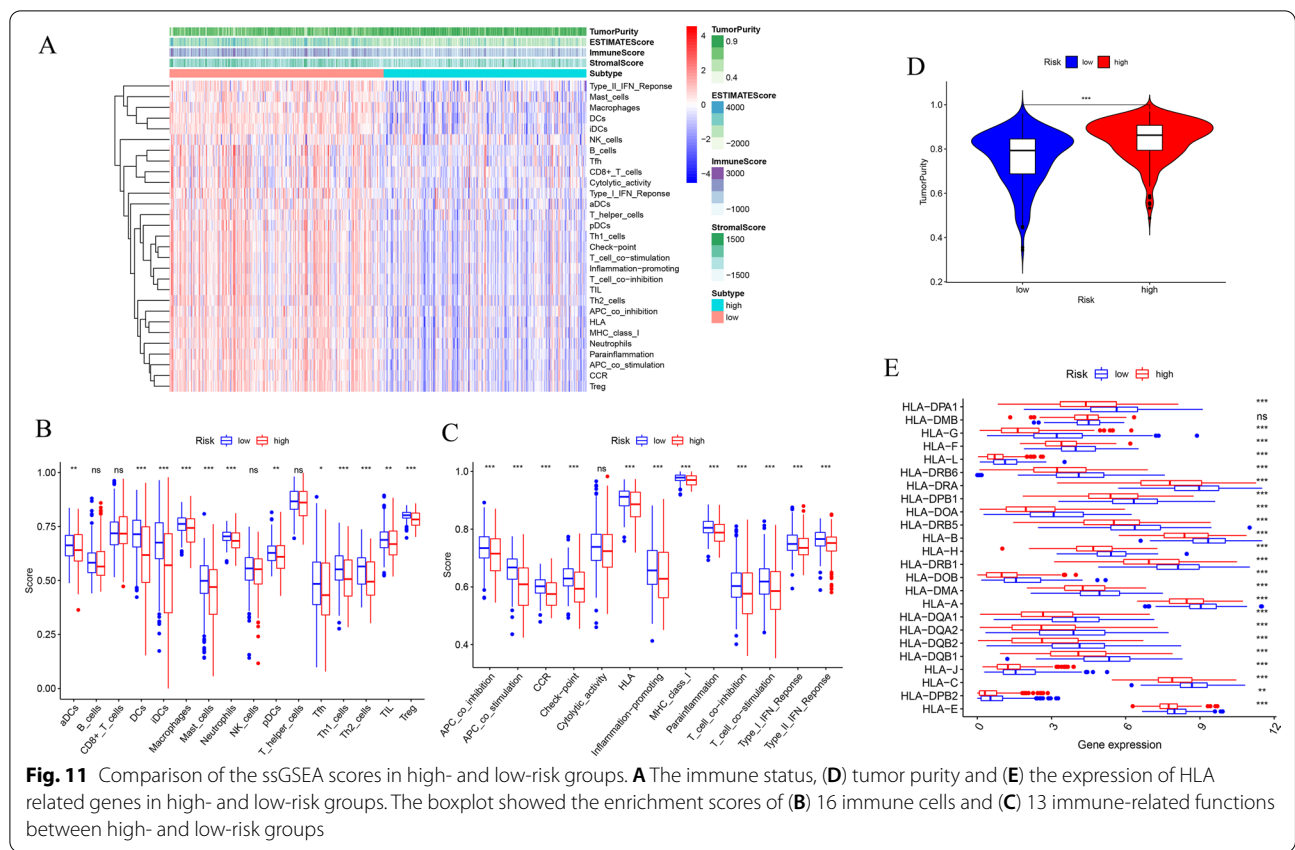 A
TumorPurity
ESTIMATEScore
ImmuneScore
StromalScore
Subtype
Type_II_IFN_Reponse
Mast_cells
Macrophages
DCs
iDCs
NK_cells
B_cells
Tfh
CD8+_T_cells
Cytolytic_activity
Type_I_IFN_Reponse
aDCs
T_helper_cells
pDCs
Th1_cells
Check-point
T_cell_co-stimulation
Inflammation-promoting
T_cell_co-inhibition
TIL
Th2_cells
APC_co_inhibition
HLA
MHC_class_I
Neutrophils
Parainflammation
APC_co_stimulation
CCR
Treg
4
2
0
−2
−4
TumorPurity
0.9
0.4
ESTIMATEScore
4000
−2000
ImmuneScore
3000
−1000
StromalScore
1500
−1500
Subtype
high
low
D
Risk low high
***
TumorPurity
1.0
0.8
0.6
0.4
0.2
low high
Risk
B
Risk low high
** ns ns *** *** *** *** *** ns ** ns * *** *** ** ***
Score
1.00
0.75
0.50
0.25
0.00
aDCs
B_cells
CD8+_T_cells
DCs
iDCs
Macrophages
Mast_cells
Neutrophils
NK_cells
pDCs
T_helper_cells
Tfh
Th1_cells
Th2_cells
TIL
Treg
C
Risk low high
*** *** *** *** ns *** *** *** *** *** *** *** ***
Score
1.0
0.8
0.6
0.4
APC_co_inhibition
APC_co_stimulation
CCR
Check-point
Cytolytic_activity
HLA
Inflammation-promoting
MHC_class_I
Parainflammation
T_cell_co-inhibition
T_cell_co-stimulation
Type_I_IFN_Reponse
Type_II_IFN_Reponse
E
Risk low high
HLA−DPA1 ***
HLA−DMB ns
HLA−G ***
HLA−F ***
HLA−L ***
HLA−DRB6 ***
HLA−DRA ***
HLA−DPB1 ***
HLA−DOA ***
HLA−DRB5 ***
HLA−B ***
HLA−H ***
HLA−DRB1 ***
HLA−DOB ***
HLA−DMA ***
HLA−A ***
HLA−DQA1 ***
HLA−DQA2 ***
HLA−DQB2 ***
HLA−DQB1 ***
HLA−J ***
HLA−C ***
HLA−DPB2 **
HLA−E ***
0 3 6 9 12
Gene expression
Fig. 11 Comparison of the ssGSEA scores in high- and low-risk groups. A The immune status, (D) tumor purity and (E) the expression of HLA
related genes in high- and low-risk groups. The boxplot showed the enrichment scores of (B) 16 immune cells and (C) 13 immune-related functions
between high- and low-risk groups